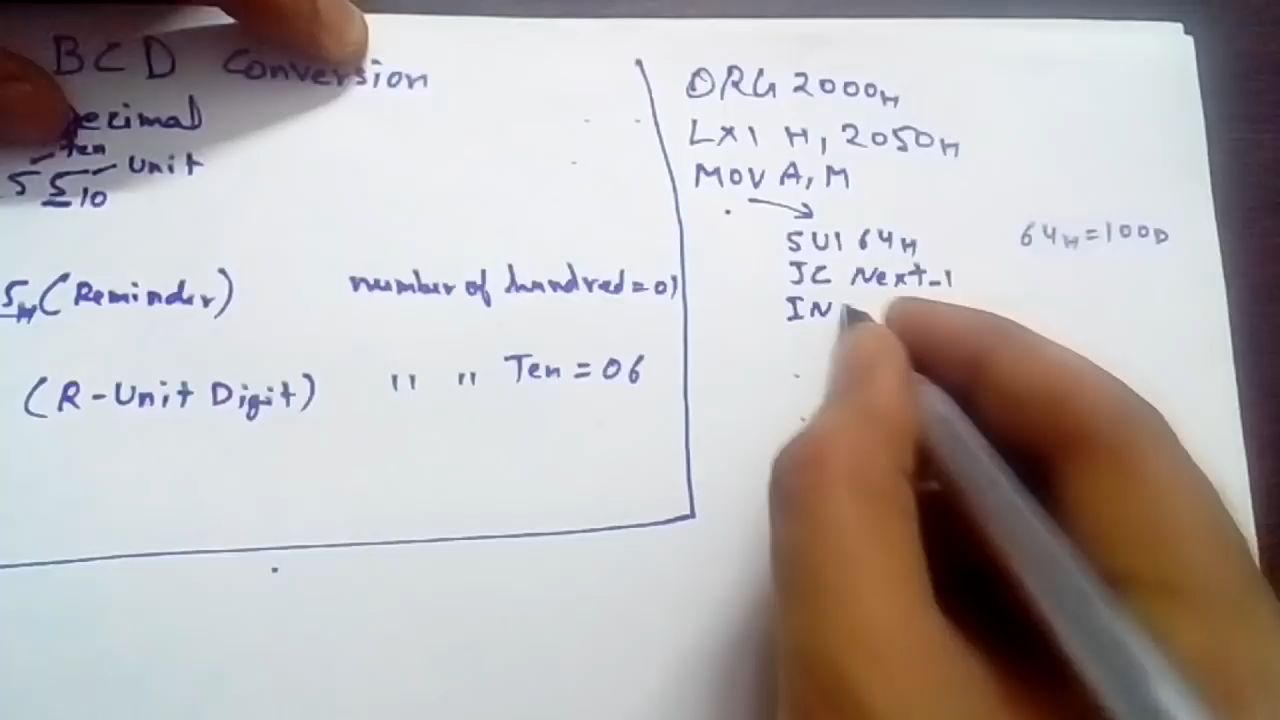 BCD Conversion
ecimal
ten
5 5 10 Unit
5H (Reminder) number of hundred = 01
(R-Unit Digit) " " Ten = 06
ORG 2000H
LXI H, 2050H
MOV A, M
SUI 64H 64H=100D
JC Next-1
IN